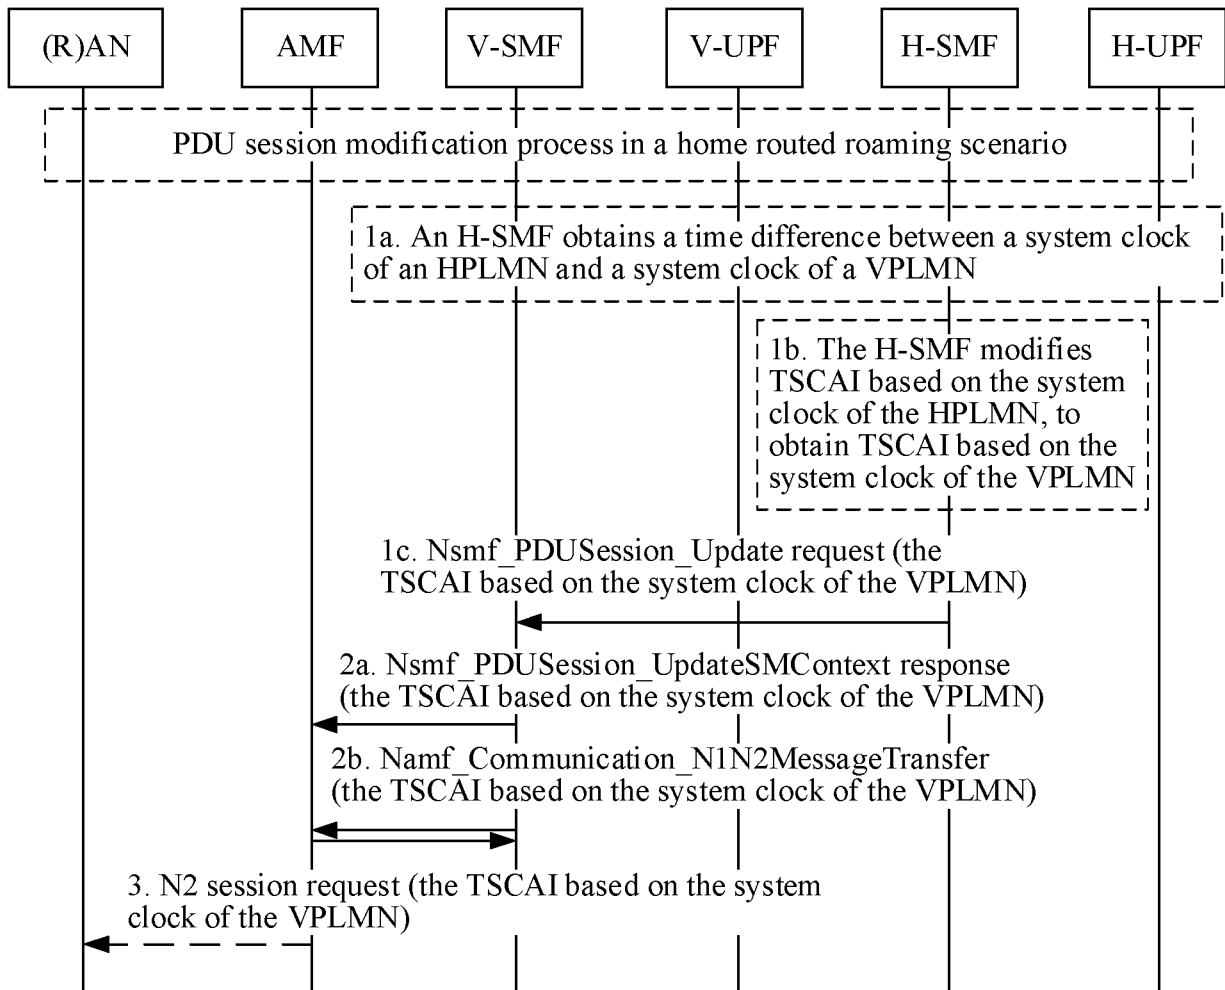 (R)AN AMF V-SMF V-UPF H-SMF H-UPF
PDU session modification process in a home routed roaming scenario
1a. An H-SMF obtains a time difference between a system clock
of an HPLMN and a system clock of a VPLMN
1b. The H-SMF modifies
TSCAI based on the system
clock of the HPLMN, to
obtain TSCAI based on the
system clock of the VPLMN
1c. Nsmf_PDUSession_Update request (the
TSCAI based on the system clock of the VPLMN)
2a. Nsmf_PDUSession_UpdateSMContext response
(the TSCAI based on the system clock of the VPLMN)
2b. Namf_Communication_N1N2MessageTransfer
(the TSCAI based on the system clock of the VPLMN)
3. N2 session request (the TSCAI based on the system
clock of the VPLMN)